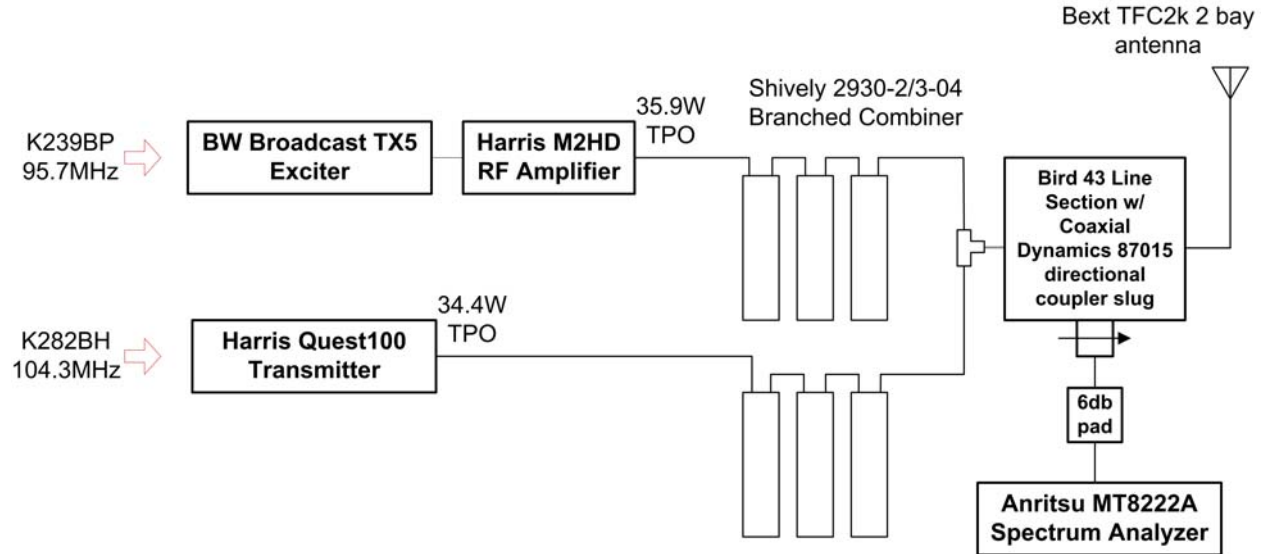 Bext TFC2k 2 bay
antenna
Shively 2930-2/3-04
Branched Combiner
35.9W
TPO
K239BP
95.7MHz
BW Broadcast TX5
Exciter
Harris M2HD
RF Amplifier
Bird 43 Line
Section w/
Coaxial
Dynamics 87015
directional
coupler slug
34.4W
TPO
K282BH
104.3MHz
Harris Quest100
Transmitter
6db
pad
Anritsu MT8222A
Spectrum Analyzer